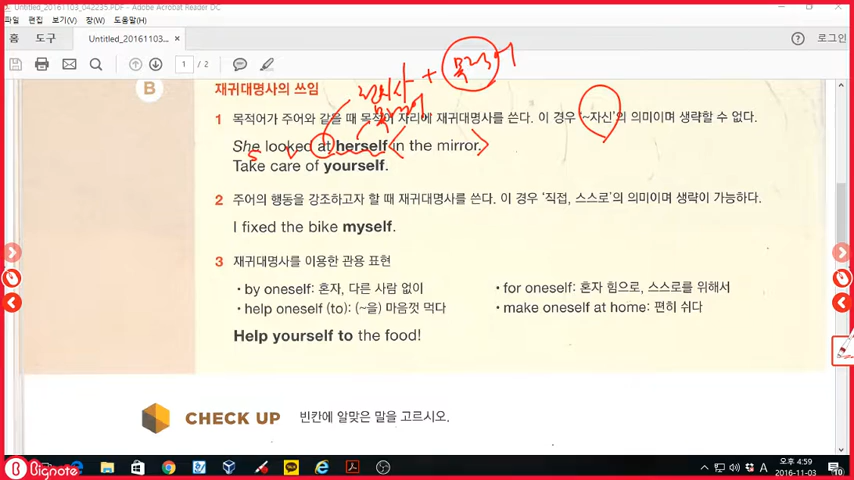 Untitled_20161103_042235.PDF - Adobe Acrobat Reader DC
파일 편집 보기(V) 창(W) 도움말(H)
홈 도구 Untitled_20161103... × ? 로그인
1 / 2
전치사 + 목적어
목적어
B 재귀대명사의 쓰임
1 목적어가 주어와 같을 때 목적어 자리에 재귀대명사를 쓴다. 이 경우 '~자신'의 의미이며 생략할 수 없다.
She looked at herself <in the mirror.>
S V
Take care of yourself.
2 주어의 행동을 강조하고자 할 때 재귀대명사를 쓴다. 이 경우 '직접, 스스로'의 의미이며 생략이 가능하다.
I fixed the bike myself.
3 재귀대명사를 이용한 관용 표현
• by oneself: 혼자, 다른 사람 없이 • for oneself: 혼자 힘으로, 스스로를 위해서
• help oneself (to): (~을) 마음껏 먹다 • make oneself at home: 편히 쉬다
Help yourself to the food!
CHECK UP 빈칸에 알맞은 말을 고르시오.
Bignote
A 오후 4:59
2016-11-03 10